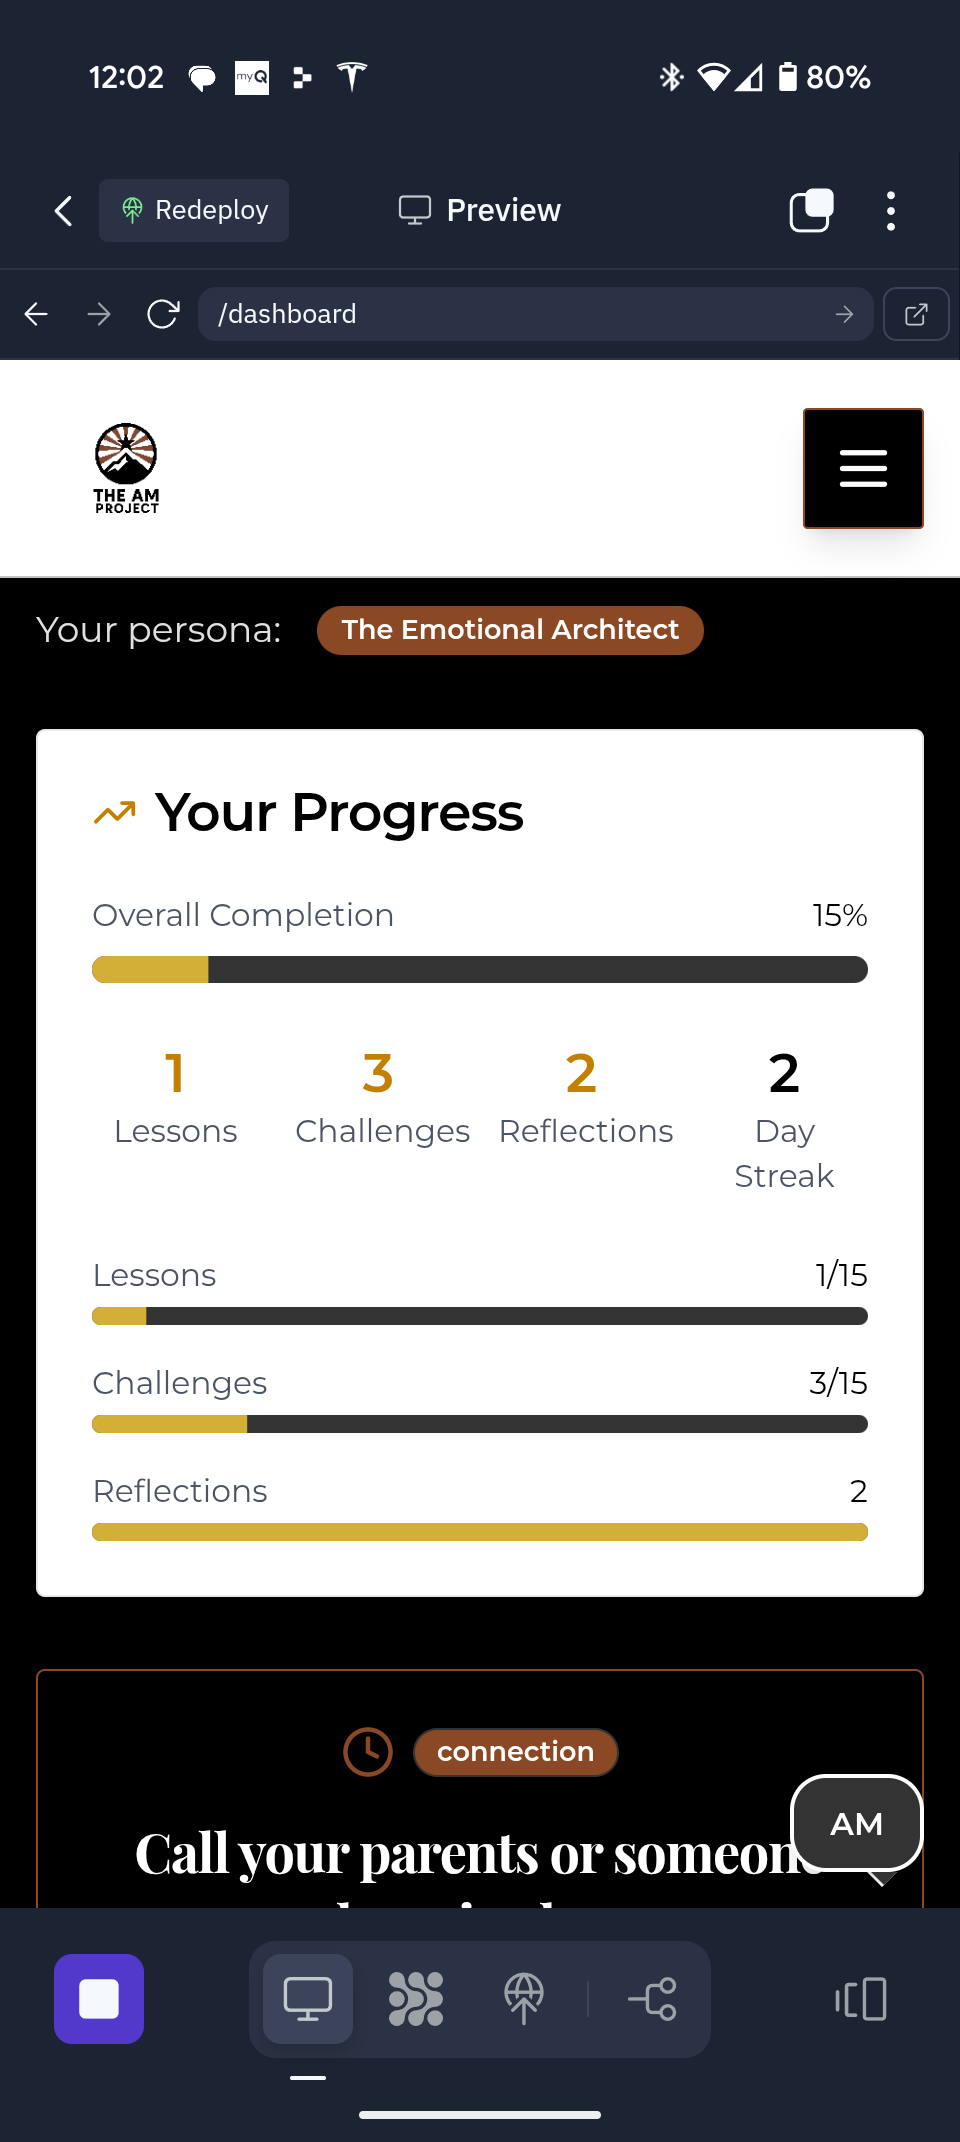 12:02
myQ
80%
Redeploy
Preview
/dashboard
THE AM
PROJECT
Your persona:
The Emotional Architect
Your Progress
Overall Completion
15%
1
3
2
2
Lessons
Challenges
Reflections
Day
Streak
Lessons
1/15
Challenges
3/15
Reflections
2
connection
AM
Call your parents or someone